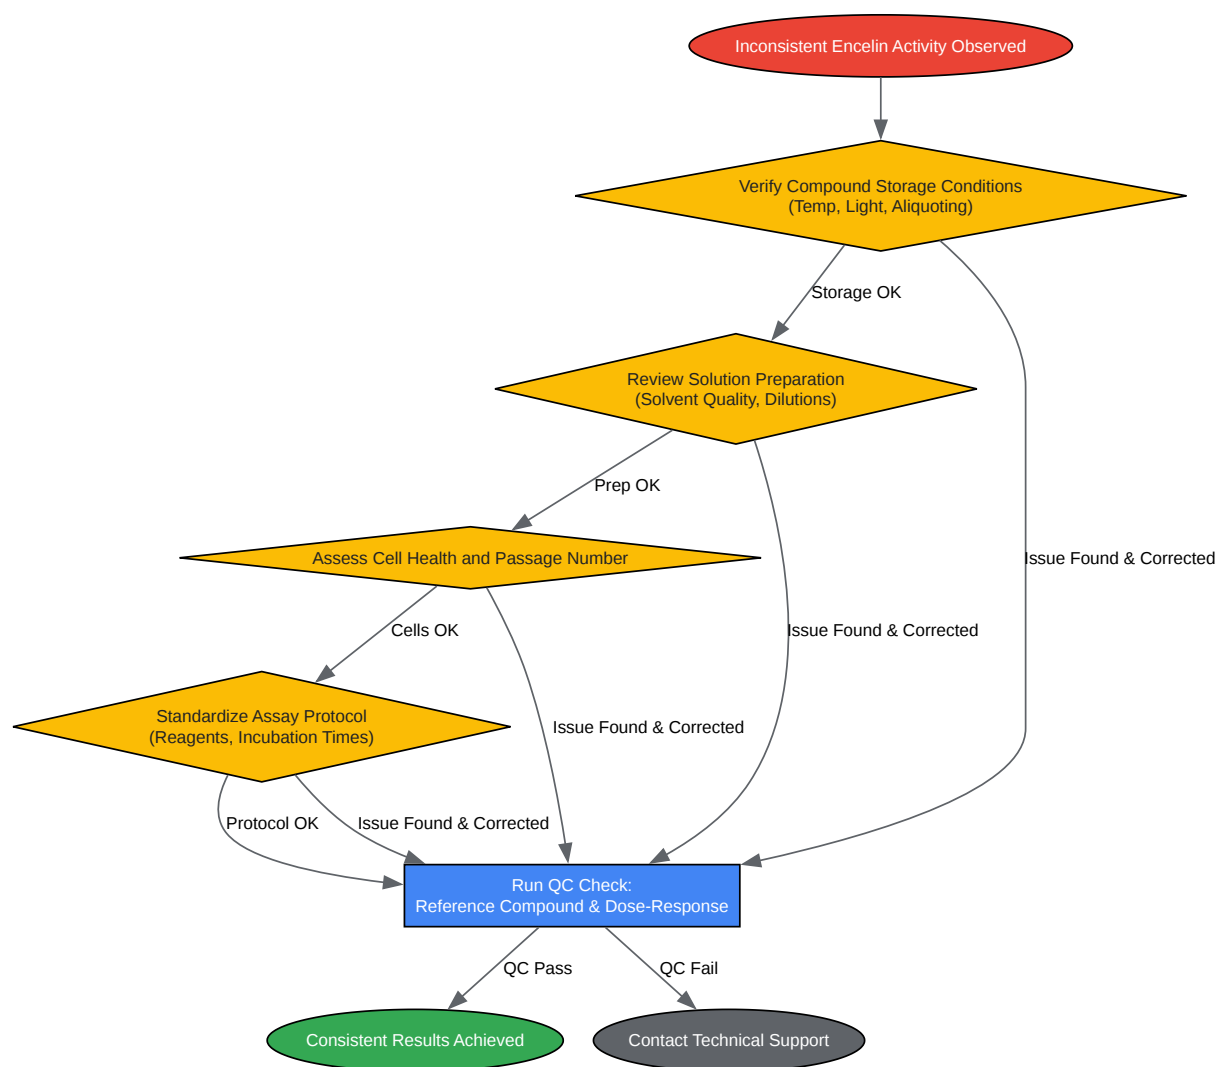 Inconsistent Encelin Activity Observed
Verify Compound Storage Conditions
(Temp, Light, Aliquoting)
Storage OK
Review Solution Preparation
(Solvent Quality, Dilutions)
Prep OK
Assess Cell Health and Passage Number
Issue Found & Corrected
Cells OK
Issue Found & Corrected
Standardize Assay Protocol
(Reagents, Incubation Times)
Issue Found & Corrected
Protocol OK
Issue Found & Corrected
Run QC Check:
Reference Compound & Dose-Response
QC Pass
QC Fail
Consistent Results Achieved
Contact Technical Support